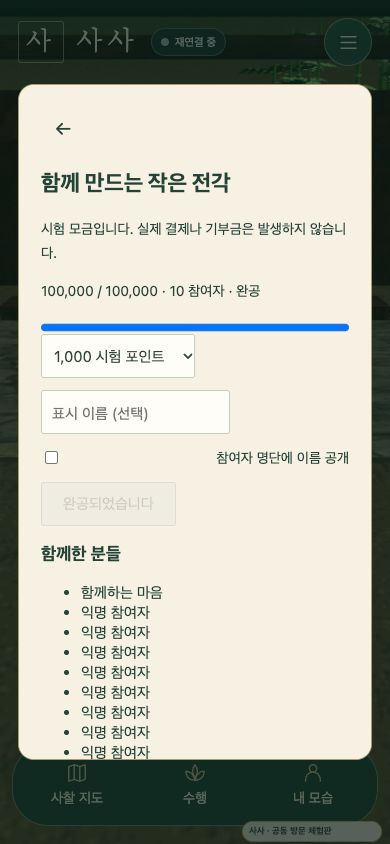 사 사사 재연결 중
함께 만드는 작은 전각
시험 모금입니다. 실제 결제나 기부금은 발생하지 않습니
다.
100,000 / 100,000 · 10 참여자 · 완공
1,000 시험 포인트
표시 이름 (선택)
참여자 명단에 이름 공개
완공되었습니다
함께한 분들
함께하는 마음
익명 참여자
익명 참여자
익명 참여자
익명 참여자
익명 참여자
익명 참여자
익명 참여자
익명 참여자
사찰 지도 수행 내 모습
사사 · 공동 방문 체험판